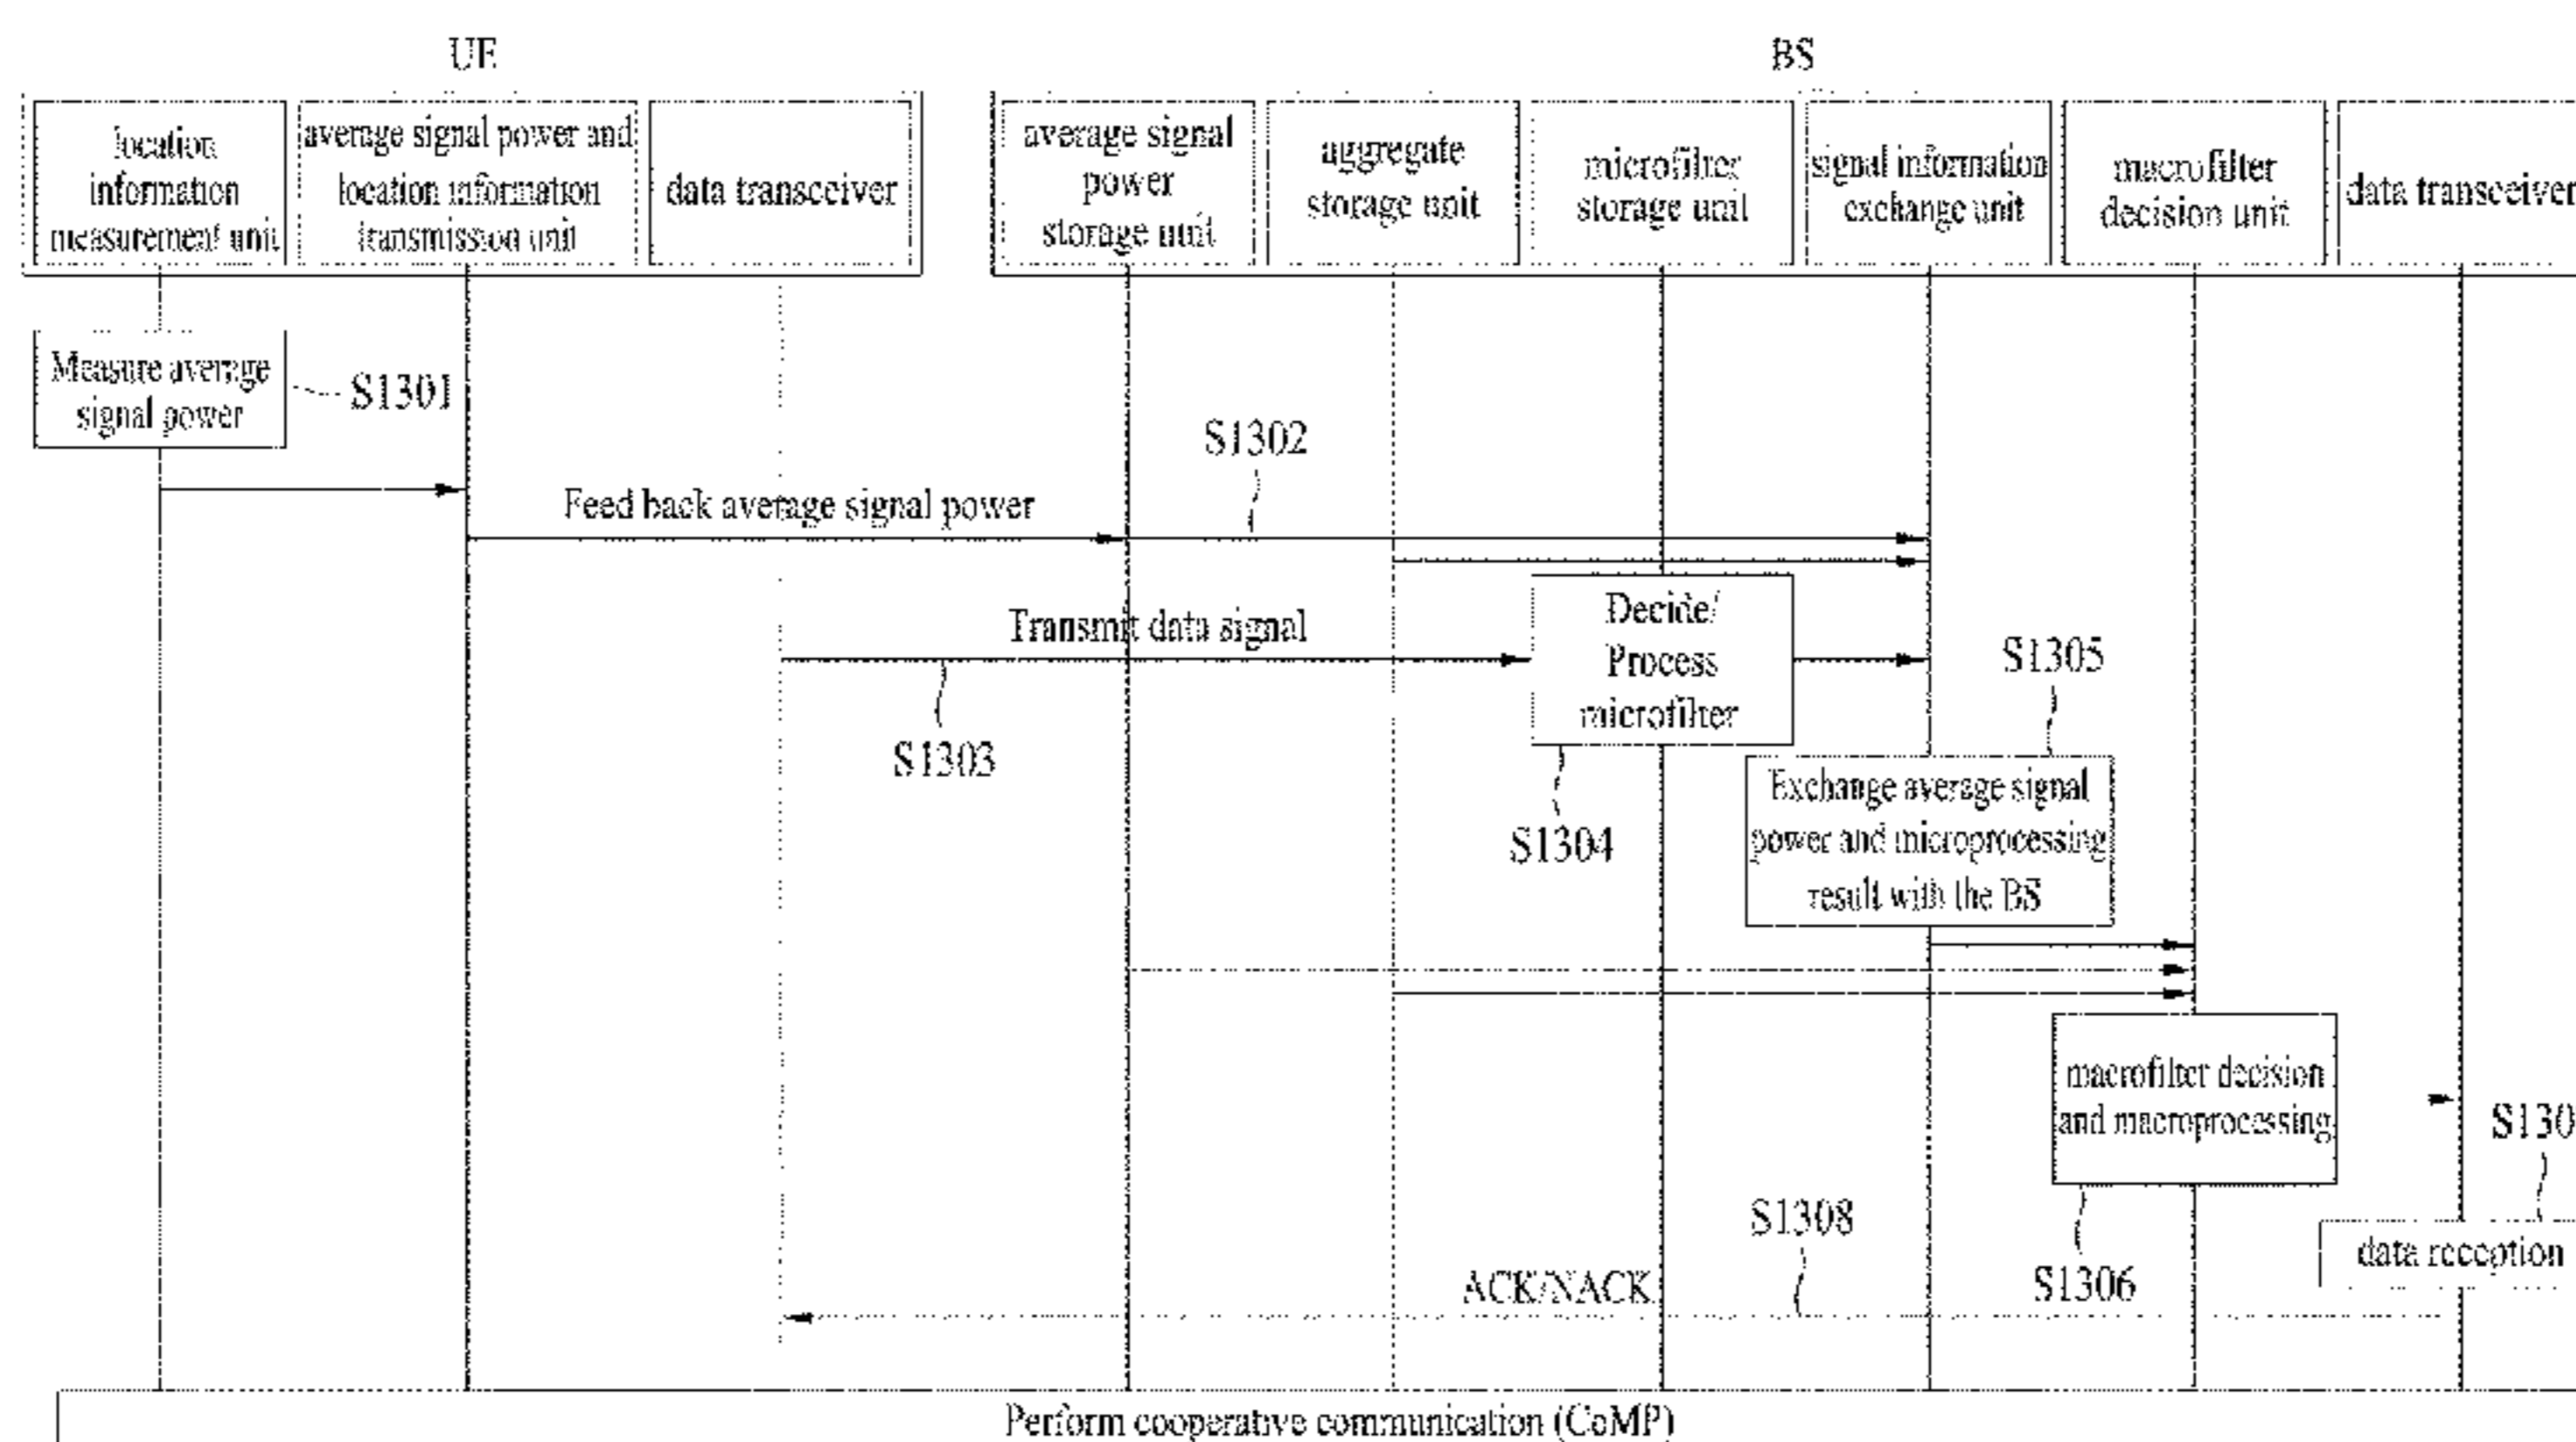 UE
BS
location
information
measurement unit
average signal power and
location information
transmission unit
data transceiver
average signal
power
storage unit
aggregate
storage unit
microfilter
storage unit
signal information
exchange unit
macrofilter
decision unit
data transceiver
Measure average
signal power
S1301
S1302
Feed back average signal power
Transmit data signal
S1303
Decide/
Process
microfilter
S1304
S1305
Exchange average signal
power and microprocessing
result with the BS
macrofilter decision
and macroprocessing
S1306
S130
data reception
S1308
ACK/NACK
Perform cooperative communication (CoMP)